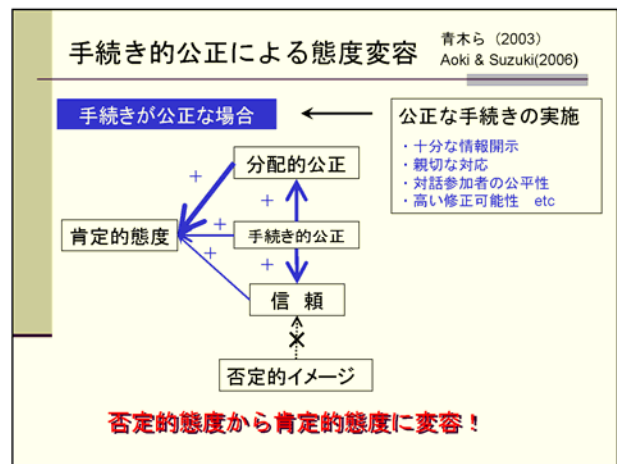 手続き的公正による態度変容
青木ら（2003）
Aoki & Suzuki(2006)
手続きが公正な場合
公正な手続きの実施
・十分な情報開示
・親切な対応
・対話参加者の公平性
・高い修正可能性　etc
分配的公正
+
+
肯定的態度
+
手続き的公正
+
+
信 頼
×
否定的イメージ
否定的態度から肯定的態度に変容！